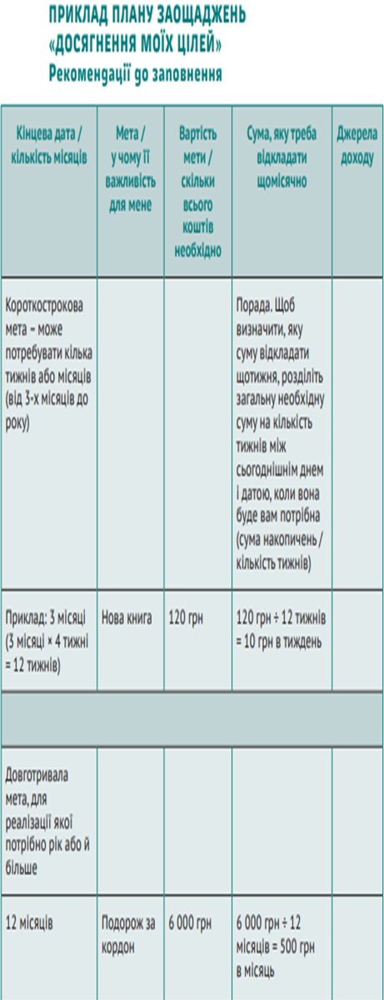 ПРИКЛАД ПЛАНУ ЗАОЩАДЖЕНЬ
«ДОСЯГНЕННЯ МОЇХ ЦІЛЕЙ»
Рекомендації до заповнення
Кінцева дата /
кількість місяців
Мета /
у чому її
важливість
для мене
Вартість
мети /
скільки
всього
коштів
необхідно
Сума, яку треба
відкладати
щомісячно
Джерела
доходу
Короткострокова
мета – може
потребувати кілька
тижнів або місяців
(від 3-х місяців до
року)
Порада. Щоб
визначити, яку
суму відкладати
щотижня, розділіть
загальну необхідну
суму на кількість
тижнів між
сьогоднішнім днем
і датою, коли вона
буде вам потрібна
(сума накопичень /
кількість тижнів)
Приклад: 3 місяці
(3 місяці × 4 тижні
= 12 тижнів)
Нова книга
120 грн
120 грн ÷ 12 тижнів
= 10 грн в тиждень
Довготривала
мета, для
реалізації якої
потрібно рік або й
більше
12 місяців
Подорож за
кордон
6 000 грн
6 000 грн ÷ 12
місяців = 500 грн
в місяць